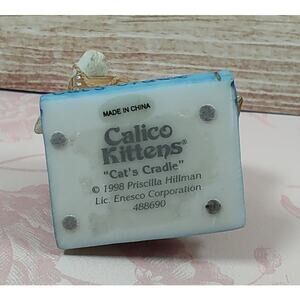 MADE IN CHINA
Calico
Kittens®
"Cat's Cradle"
© 1998 Priscilla Hillman
Lic. Enesco Corporation
488690